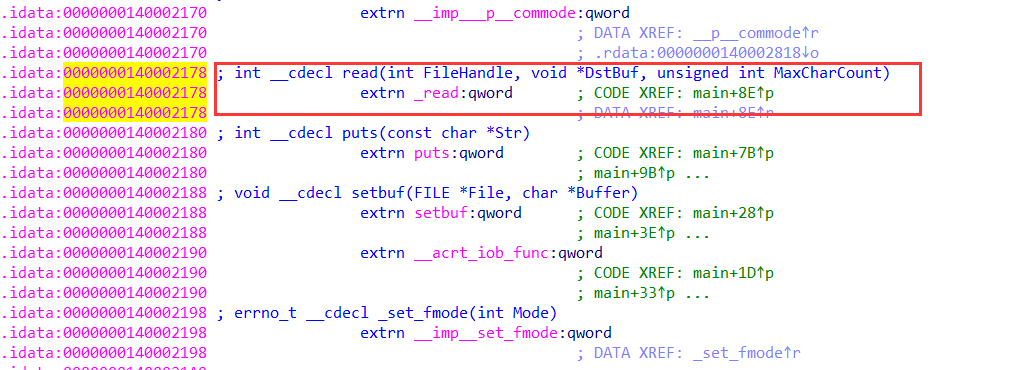 .idata:0000000140002170 extrn __imp___p__commode:qword
.idata:0000000140002170 ; DATA XREF: __p__commode↑r
.idata:0000000140002170 ; .rdata:0000000140002818↓o
.idata:0000000140002178 ; int __cdecl read(int FileHandle, void *DstBuf, unsigned int MaxCharCount)
.idata:0000000140002178 extrn _read:qword ; CODE XREF: main+8E↑p
.idata:0000000140002178 ; DATA XREF: main+8E↑r
.idata:0000000140002180 ; int __cdecl puts(const char *Str)
.idata:0000000140002180 extrn puts:qword ; CODE XREF: main+7B↑p
.idata:0000000140002180 ; main+9B↑p ...
.idata:0000000140002188 ; void __cdecl setbuf(FILE *File, char *Buffer)
.idata:0000000140002188 extrn setbuf:qword ; CODE XREF: main+28↑p
.idata:0000000140002188 ; main+3E↑p ...
.idata:0000000140002190 extrn __acrt_iob_func:qword
.idata:0000000140002190 ; CODE XREF: main+1D↑p
.idata:0000000140002190 ; main+33↑p ...
.idata:0000000140002198 ; errno_t __cdecl _set_fmode(int Mode)
.idata:0000000140002198 extrn __imp__set_fmode:qword
.idata:0000000140002198 ; DATA XREF: _set_fmode↑r